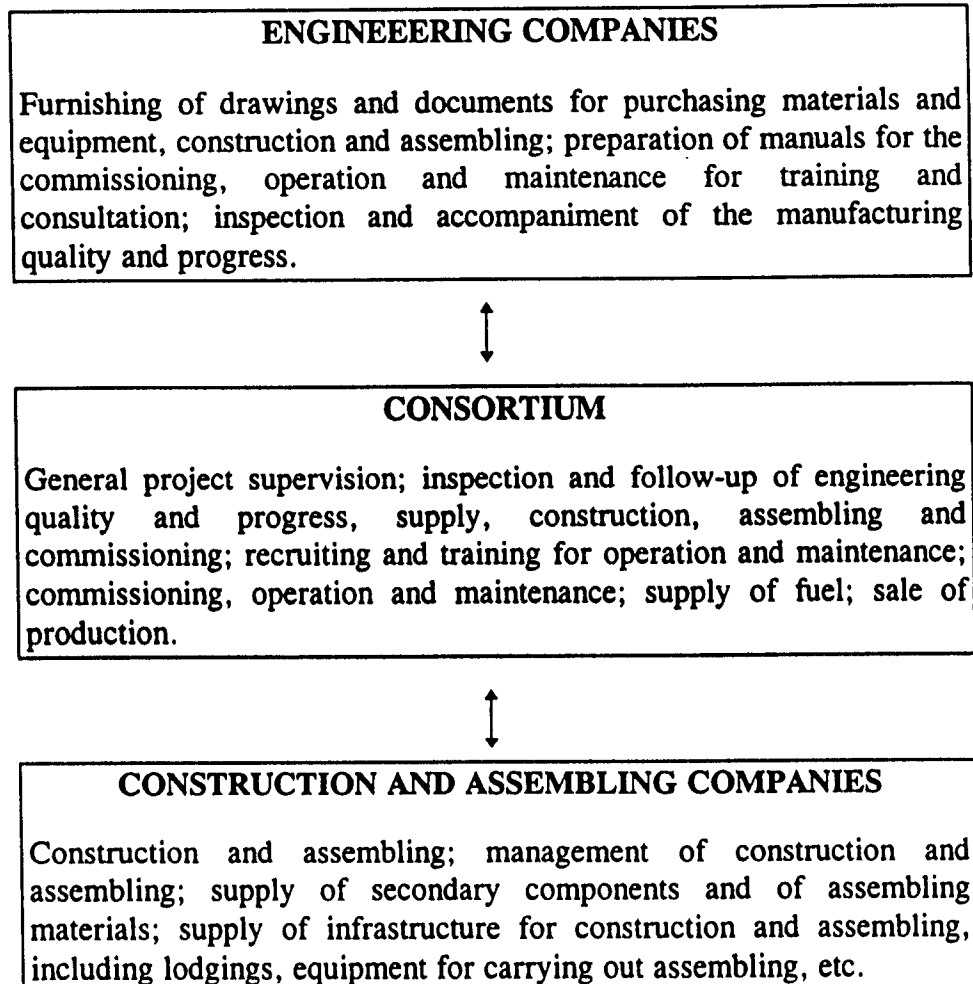 ENGINEEERING COMPANIES
Furnishing of drawings and documents for purchasing materials and
equipment, construction and assembling; preparation of manuals for the
commissioning, operation and maintenance for training and
consultation; inspection and accompaniment of the manufacturing
quality and progress.
CONSORTIUM
General project supervision; inspection and follow-up of engineering
quality and progress, supply, construction, assembling and
commissioning; recruiting and training for operation and maintenance;
commissioning, operation and maintenance; supply of fuel; sale of
production.
CONSTRUCTION AND ASSEMBLING COMPANIES
Construction and assembling; management of construction and
assembling; supply of secondary components and of assembling
materials; supply of infrastructure for construction and assembling,
including lodgings, equipment for carrying out assembling, etc.